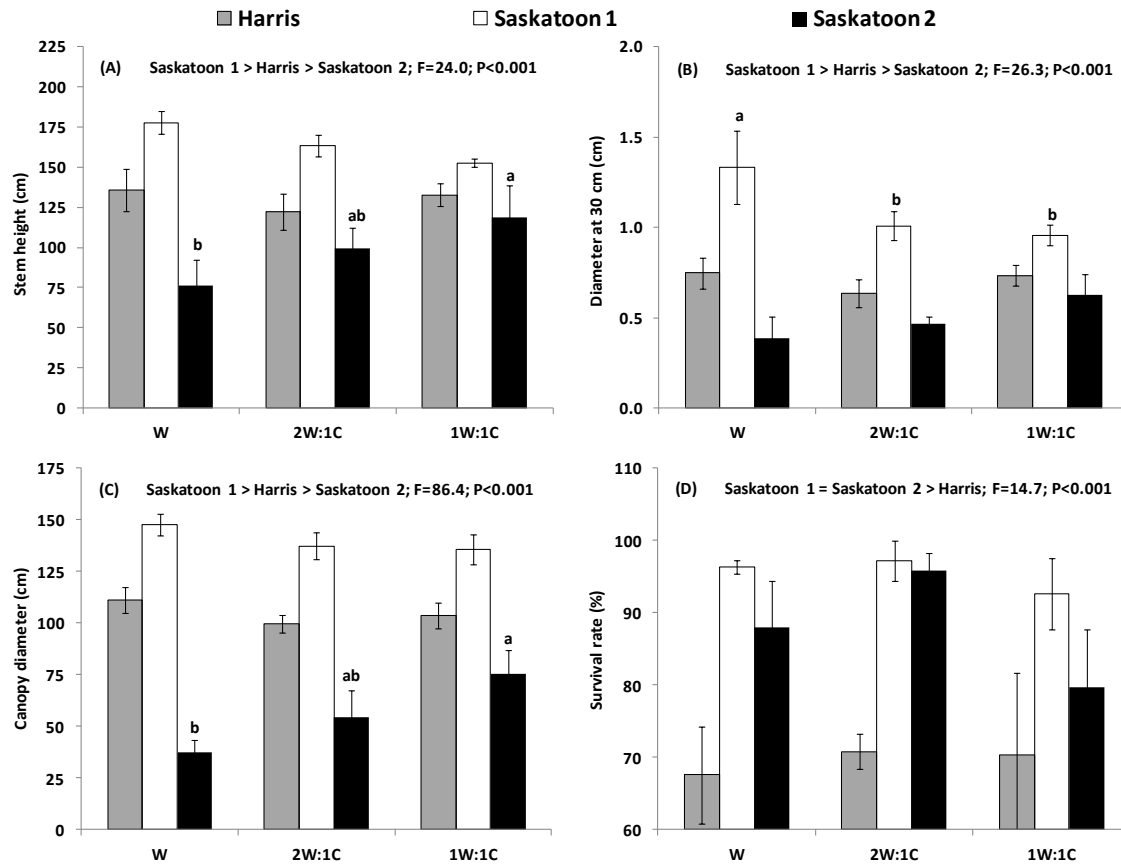 Harris Saskatoon 1 Saskatoon 2
(A) Saskatoon 1 > Harris > Saskatoon 2; F=24.0; P<0.001
Stem height (cm)
225
200
175
150
125
100
75
50
25
0
b
ab
a
W 2W:1C 1W:1C
(B) Saskatoon 1 > Harris > Saskatoon 2; F=26.3; P<0.001
Diameter at 30 cm (cm)
2.0
1.5
1.0
0.5
0.0
a
b
b
W 2W:1C 1W:1C
(C) Saskatoon 1 > Harris > Saskatoon 2; F=86.4; P<0.001
Canopy diameter (cm)
175
150
125
100
75
50
25
0
b
ab
a
W 2W:1C 1W:1C
(D) Saskatoon 1 = Saskatoon 2 > Harris; F=14.7; P<0.001
Survival rate (%)
110
100
90
80
70
60
W 2W:1C 1W:1C